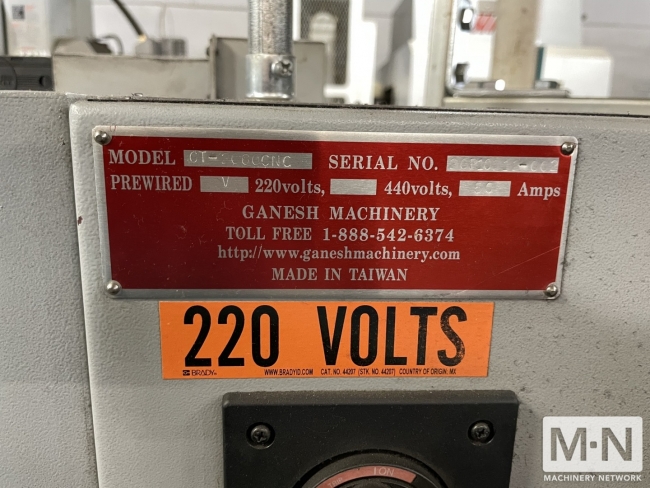 MODEL SERIAL NO.
PREWIRED V 220volts, 440volts, Amps
GANESH MACHINERY
TOLL FREE 1-888-542-6374
http://www.ganeshmachinery.com
MADE IN TAIWAN
220 VOLTS
BRADY. WWW.BRADYID.COM CAT. NO. 44207 (STK. NO. 44207) COUNTRY OF ORIGIN: MX
ION
M·N
MACHINERY NETWORK